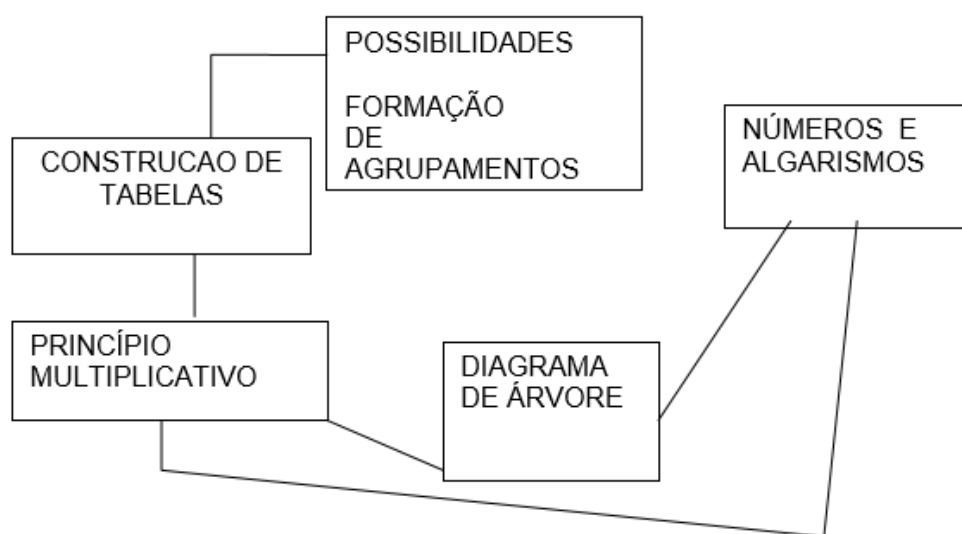 POSSIBILIDADES
FORMAÇÃO
DE
AGRUPAMENTOS
NÚMEROS E
ALGARISMOS
CONSTRUCAO DE
TABELAS
PRINCÍPIO
MULTIPLICATIVO
DIAGRAMA
DE ÁRVORE